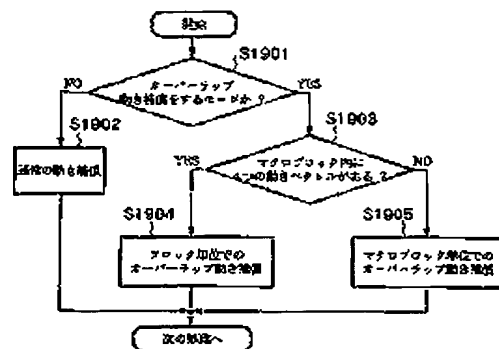 開始
S1901
オーバーラップ
動き補償をするモードか ?
NO
YES
S1902
通常の動き補償
S1903
マクロブロック内に
4つの動きベクトルがある ?
YES
NO
S1904
ブロック単位での
オーバーラップ動き補償
S1905
マクロブロック単位での
オーバーラップ動き補償
次の処理へ